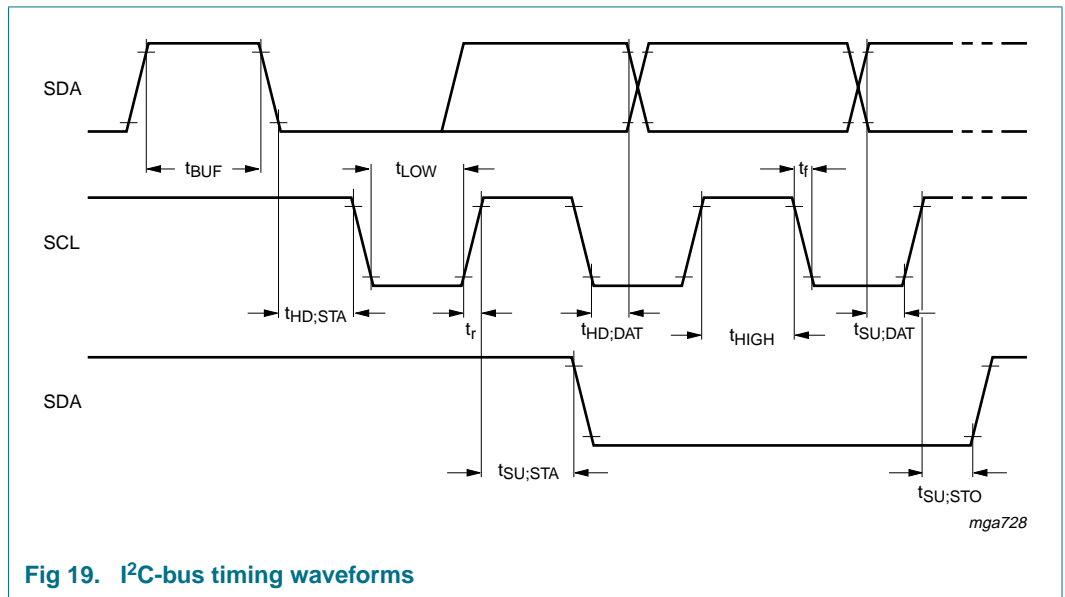 SDA
tBUF
tLOW
tf
SCL
tHD;STA
tr
tHD;DAT
tHIGH
tSU;DAT
SDA
tSU;STA
tSU;STO
mga728
Fig 19. I²C-bus timing waveforms